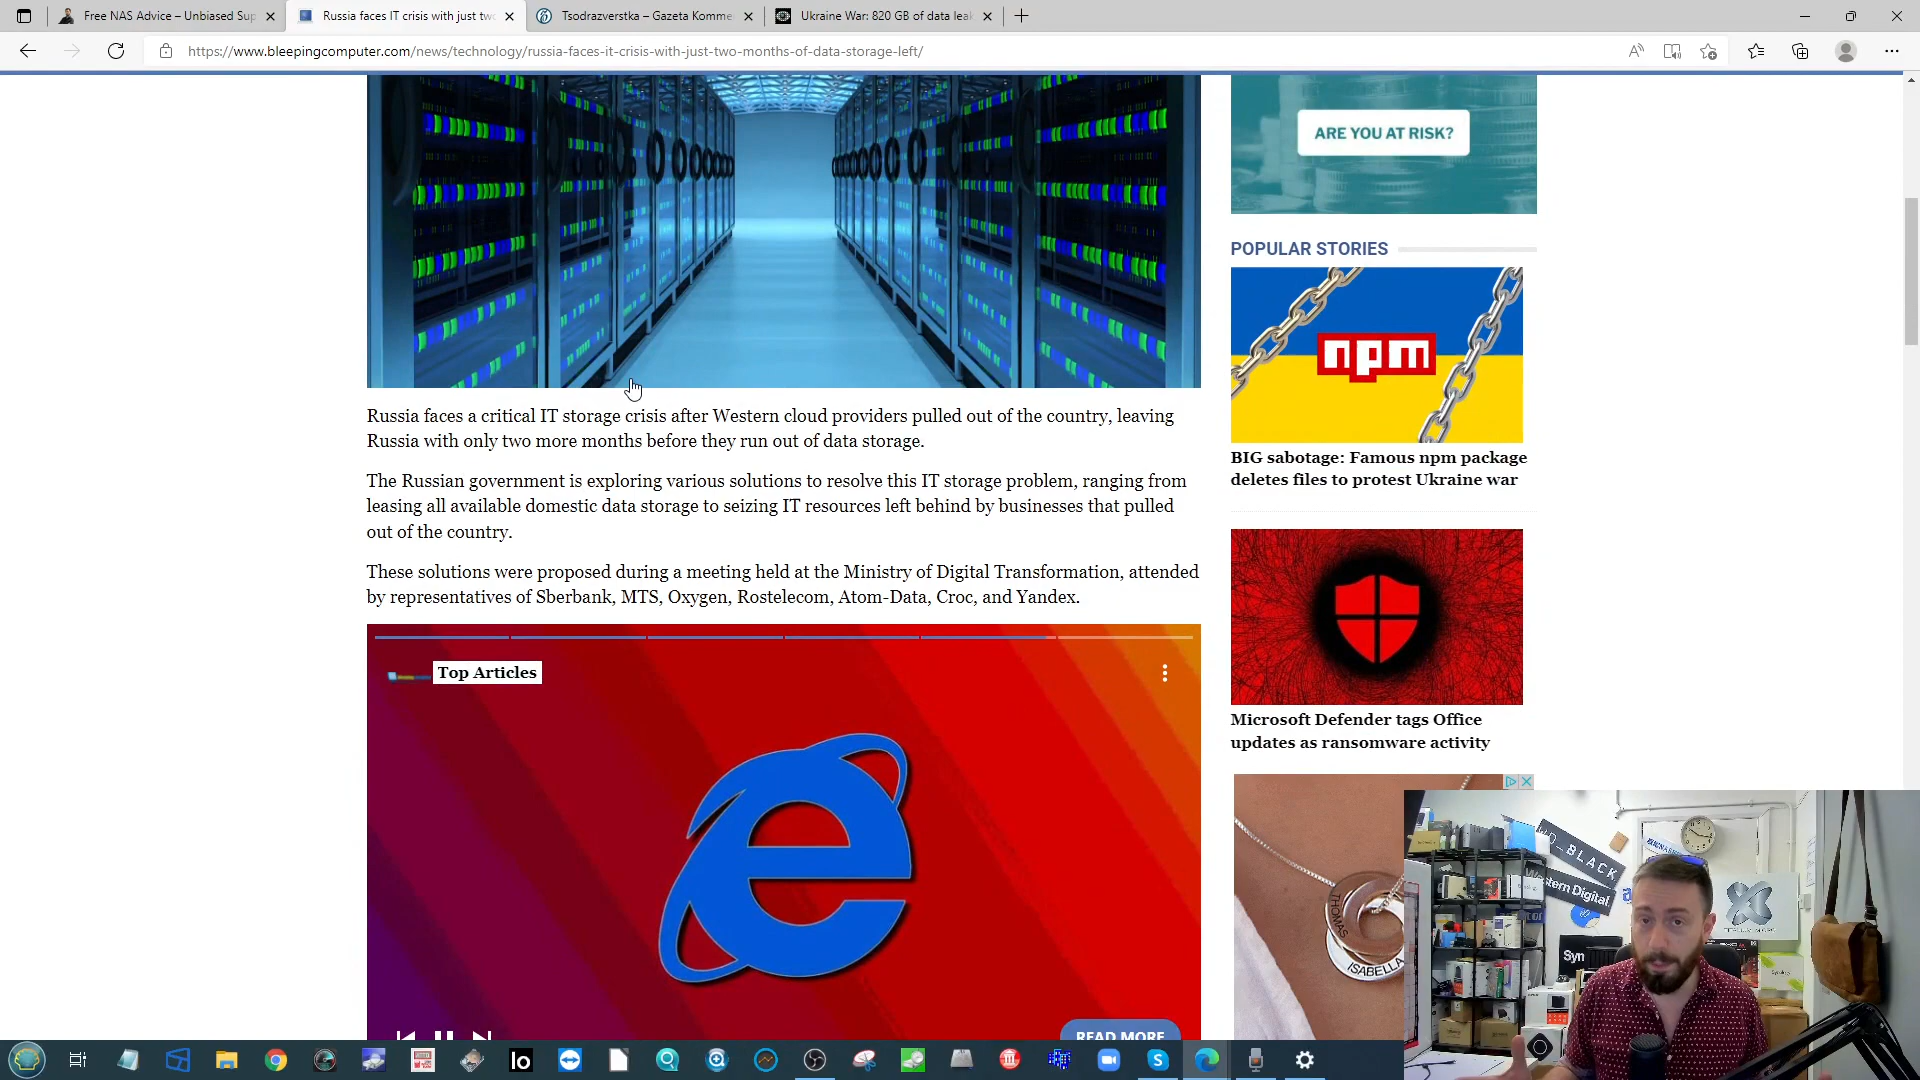 Free NAS Advice – Unbiased Sup
Russia faces IT crisis with just two
Tsodrazverstka – Gazeta Komme
Ukraine War: 820 GB of data leak
https://www.bleepingcomputer.com/news/technology/russia-faces-it-crisis-with-just-two-months-of-data-storage-left/
ARE YOU AT RISK?
POPULAR STORIES
npm
BIG sabotage: Famous npm package
deletes files to protest Ukraine war
Microsoft Defender tags Office
updates as ransomware activity
Russia faces a critical IT storage crisis after Western cloud providers pulled out of the country, leaving
Russia with only two more months before they run out of data storage.
The Russian government is exploring various solutions to resolve this IT storage problem, ranging from
leasing all available domestic data storage to seizing IT resources left behind by businesses that pulled
out of the country.
These solutions were proposed during a meeting held at the Ministry of Digital Transformation, attended
by representatives of Sberbank, MTS, Oxygen, Rostelecom, Atom-Data, Croc, and Yandex.
Top Articles
READ MORE
THOMAS
ISABELLA
WD_BLACK
stern Digital.
Syn
Io